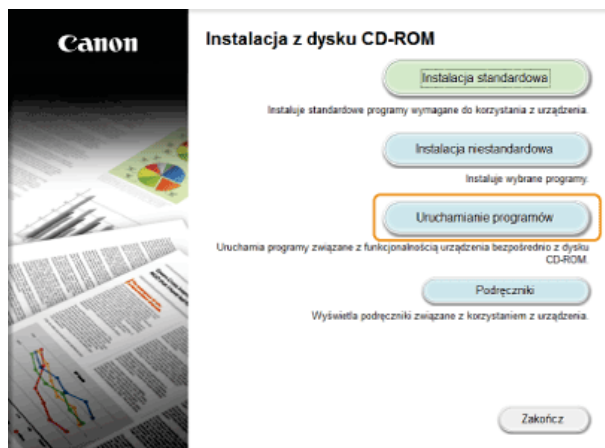 Canon
Instalacja z dysku CD-ROM
Instalacja standardowa
Instaluje standardowe programy wymagane do korzystania z urządzenia.
Instalacja niestandardowa
Instaluje wybrane programy.
Uruchamianie programów
Uruchamia programy związane z funkcjonalnością urządzenia bezpośrednio z dysku
CD-ROM.
Podręczniki
Wyświetla podręczniki związane z korzystaniem z urządzenia.
Zakończ